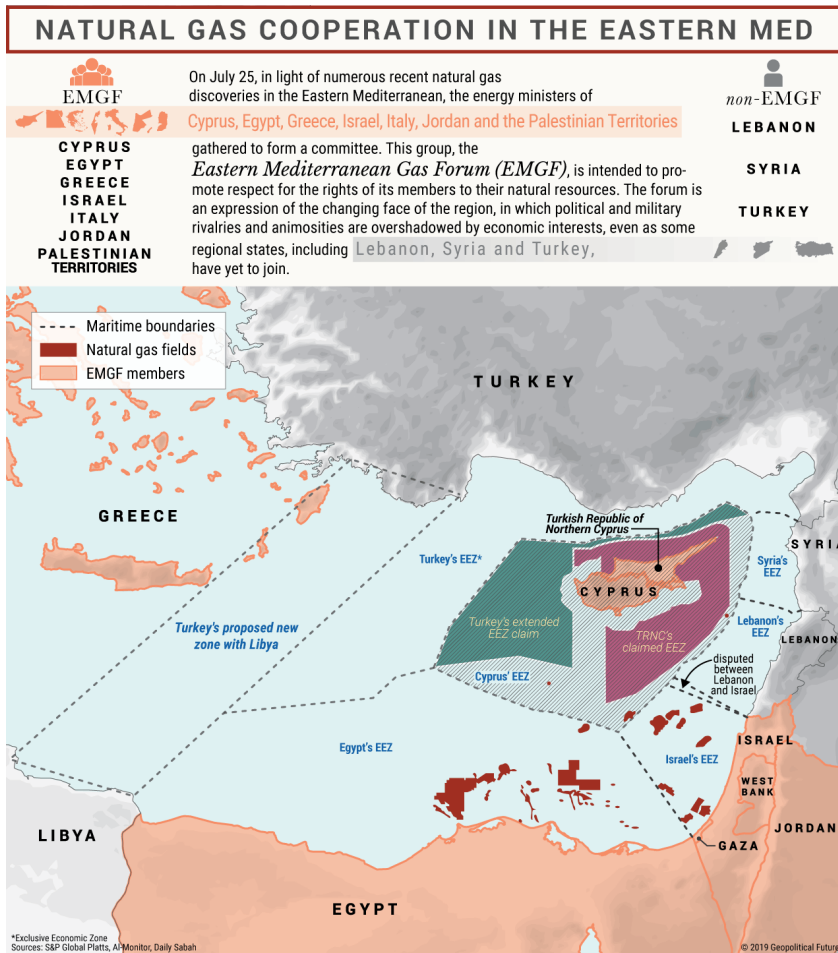 NATURAL GAS COOPERATION IN THE EASTERN MED
EMGF
CYPRUS
EGYPT
GREECE
ISRAEL
ITALY
JORDAN
PALESTINIAN
TERRITORIES
On July 25, in light of numerous recent natural gas
discoveries in the Eastern Mediterranean, the energy ministers of
Cyprus, Egypt, Greece, Israel, Italy, Jordan and the Palestinian Territories
gathered to form a committee. This group, the
Eastern Mediterranean Gas Forum (EMGF), is intended to pro-
mote respect for the rights of its members to their natural resources. The forum is
an expression of the changing face of the region, in which political and military
rivalries and animosities are overshadowed by economic interests, even as some
regional states, including Lebanon, Syria and Turkey,
have yet to join.
non-EMGF
LEBANON
SYRIA
TURKEY
Maritime boundaries
Natural gas fields
EMGF members
TURKEY
GREECE
Turkish Republic of
Northern Cyprus
Turkey's EEZ*
SYRIA
Syria's
EEZ
CYPRUS
Turkey's extended
EEZ claim
TRNC's
claimed EEZ
Turkey's proposed new
zone with Libya
Lebanon's
EEZ
LEBANON
disputed
between
Lebanon
and Israel
Cyprus' EEZ
Egypt's EEZ
Israel's EEZ
ISRAEL
WEST
BANK
JORDAN
GAZA
LIBYA
EGYPT
*Exclusive Economic Zone
Sources: S&P Global Platts, Al-Monitor, Daily Sabah
© 2019 Geopolitical Future